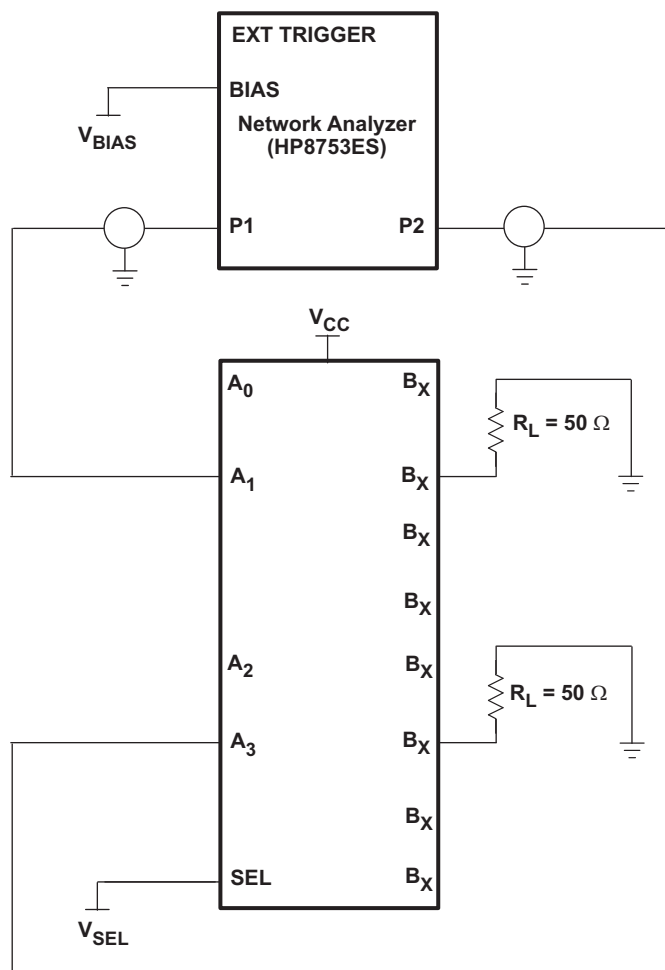 EXT TRIGGER
BIAS
V_BIAS
Network Analyzer
(HP8753ES)
P1
P2
V_CC
A_0
B_X
R_L = 50 Ω
A_1
B_X
B_X
B_X
A_2
B_X
R_L = 50 Ω
A_3
B_X
B_X
SEL
B_X
V_SEL